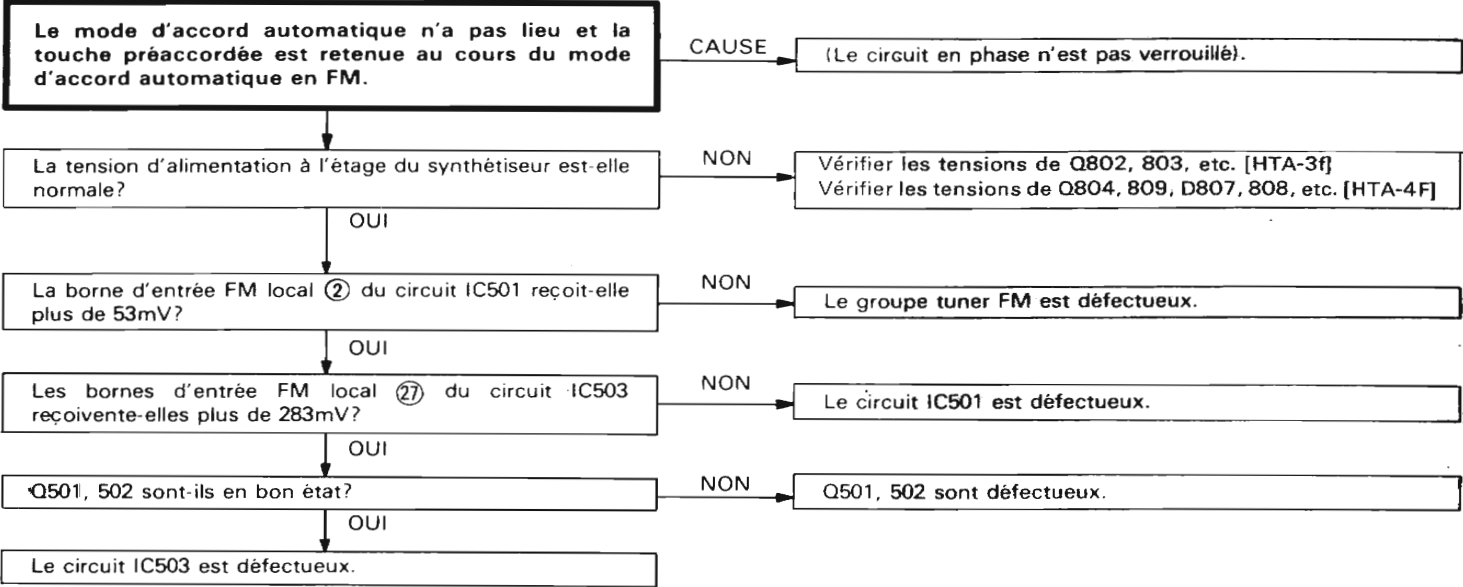 Le mode d'accord automatique n'a pas lieu et la
touche préaccordée est retenue au cours du mode
d'accord automatique en FM.
CAUSE
(Le circuit en phase n'est pas verrouillé).
La tension d'alimentation à l'étage du synthétiseur est-elle
normale?
NON
Vérifier les tensions de Q802, 803, etc. [HTA-3f]
Vérifier les tensions de Q804, 809, D807, 808, etc. [HTA-4F]
OUI
La borne d'entrée FM local ② du circuit IC501 reçoit-elle
plus de 53mV?
NON
Le groupe tuner FM est défectueux.
OUI
Les bornes d'entrée FM local ㉗ du circuit IC503
reçoivente-elles plus de 283mV?
NON
Le circuit IC501 est défectueux.
OUI
Q501, 502 sont-ils en bon état?
NON
Q501, 502 sont défectueux.
OUI
Le circuit IC503 est défectueux.